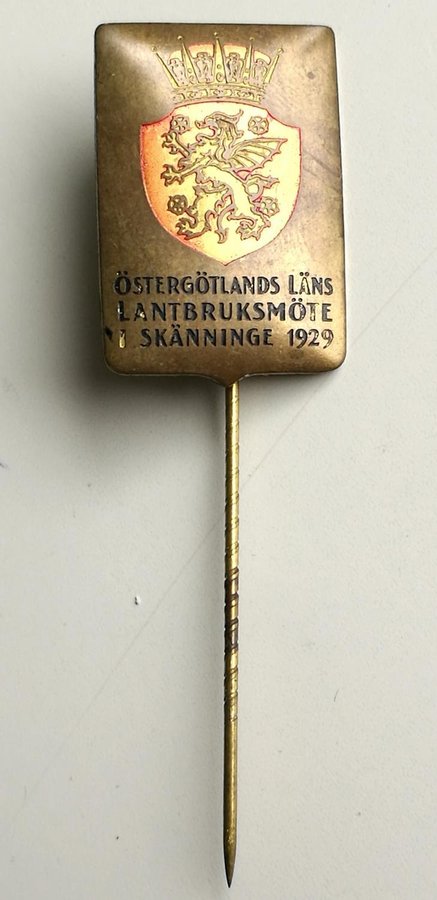 ÖSTERGÖTLANDS LÄNS
LANTBRUKSMÖTE
I SKÄNNINGE 1929